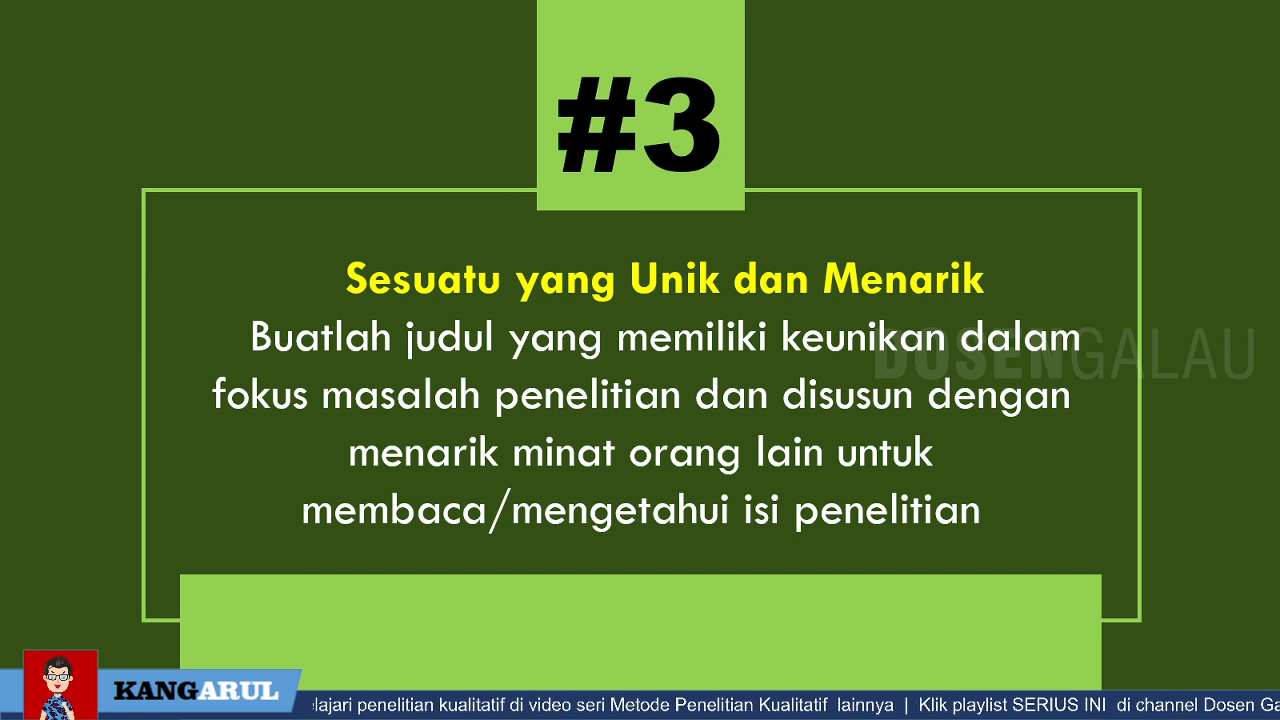 #3
Sesuatu yang Unik dan Menarik
Buatlah judul yang memiliki keunikan dalam
fokus masalah penelitian dan disusun dengan
menarik minat orang lain untuk
membaca/mengetahui isi penelitian
DOSENGALAU
KANGARUL
penelitian kualitatif di video seri Metode Penelitian Kualitatif lainnya | Klik playlist SERIUS INI di channel Dosen